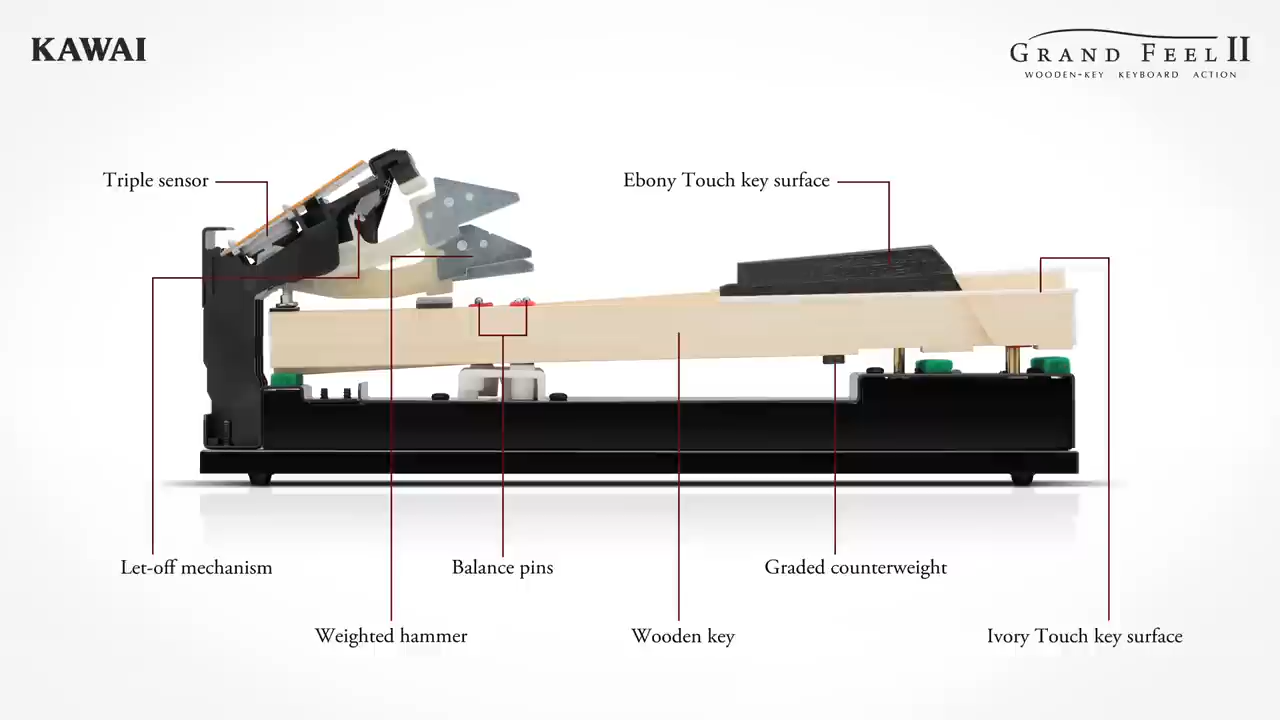 KAWAI
GRAND FEEL II
WOODEN-KEY KEYBOARD ACTION
Triple sensor
Ebony Touch key surface
Let-off mechanism
Balance pins
Graded counterweight
Weighted hammer
Wooden key
Ivory Touch key surface